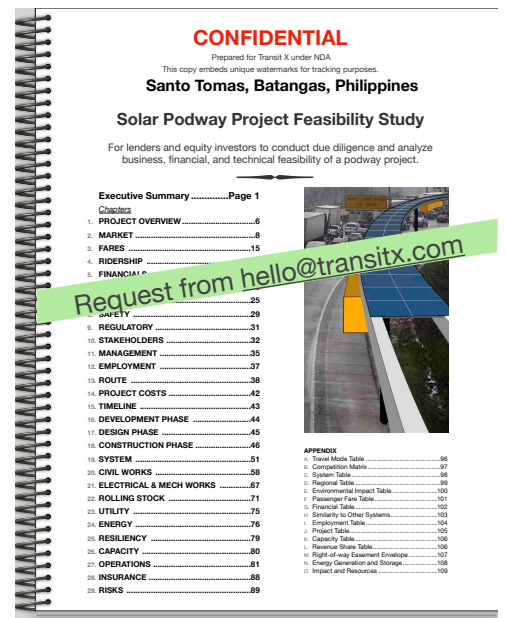 CONFIDENTIAL
Prepared for Transit X under NDA
This copy embeds unique watermarks for tracking purposes.
Santo Tomas, Batangas, Philippines
Solar Podway Project Feasibility Study
For lenders and equity investors to conduct due diligence and analyze
business, financial, and technical feasibility of a podway project.
Executive Summary .............Page 1
Chapters
1. PROJECT OVERVIEW ...................................6
2. MARKET .......................................................8
3. FARES ........................................................15
4. RIDERSHIP
5. FINANCIALS
Request from hello@transitx.com
25
8. SAFETY ......................................................29
9. REGULATORY .............................................31
10. STAKEHOLDERS ........................................32
11. MANAGEMENT ...........................................35
12. EMPLOYMENT ............................................37
13. ROUTE .......................................................38
14. PROJECT COSTS ........................................42
15. TIMELINE ...................................................43
16. DEVELOPMENT PHASE ..............................44
17. DESIGN PHASE ..........................................45
18. CONSTRUCTION PHASE .............................46
19. SYSTEM .....................................................51
20. CIVIL WORKS .............................................58
21. ELECTRICAL & MECH WORKS ....................67
22. ROLLING STOCK ........................................71
23. UTILITY ......................................................75
24. ENERGY .....................................................76
25. RESILIENCY ...............................................79
26. CAPACITY ..................................................80
27. OPERATIONS ..............................................81
28. INSURANCE ................................................88
29. RISKS .........................................................89
APPENDIX
A. Travel Mode Table ......................................96
B. Competition Matrix ......................................97
C. System Table ..............................................98
D. Regional Table ............................................99
E. Environmental Impact Table .......................100
F. Passenger Fare Table ................................101
G. Financial Table ..........................................102
H. Similarity to Other Systems ........................103
I. Employment Table ......................................104
J. Project Table ..............................................105
K. Capacity Table ...........................................106
L. Revenue Share Table .................................106
M. Right-of-way Easement Envelope ...............107
N. Energy Generation and Storage ..................108
O. Impact and Resources ...............................109